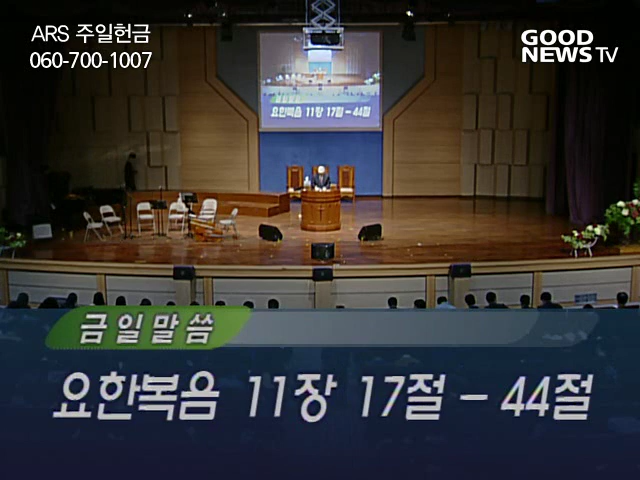 ARS 주일헌금
060-700-1007
GOOD
NEWS TV
요한복음 11장 17절 – 44절
금일말씀
요한복음 11장 17절 – 44절